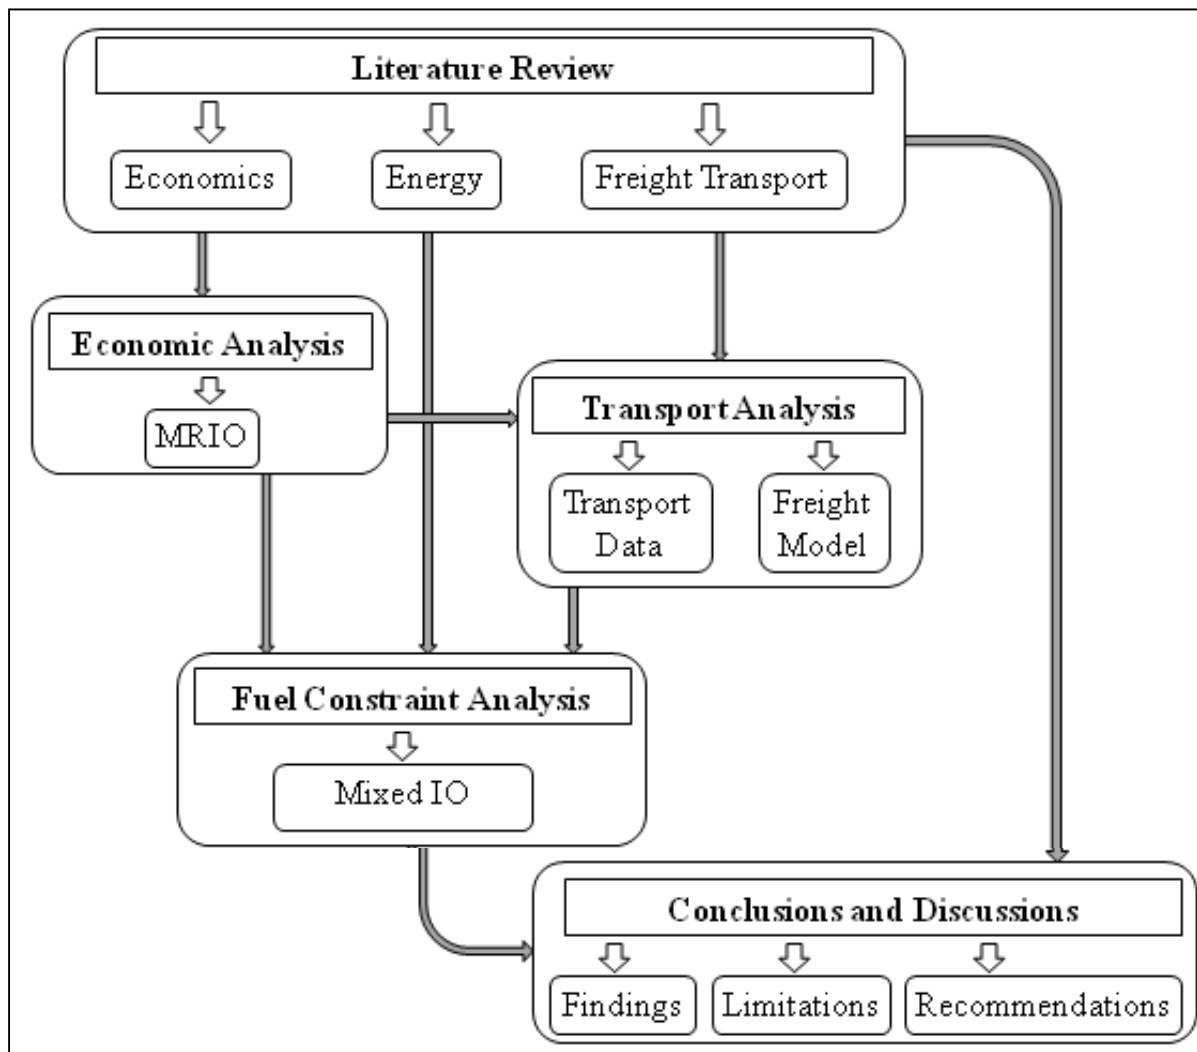 Literature Review
Economics
Energy
Freight Transport
Economic Analysis
MRIO
Transport Analysis
Transport
Data
Freight
Model
Fuel Constraint Analysis
Mixed IO
Conclusions and Discussions
Findings
Limitations
Recommendations